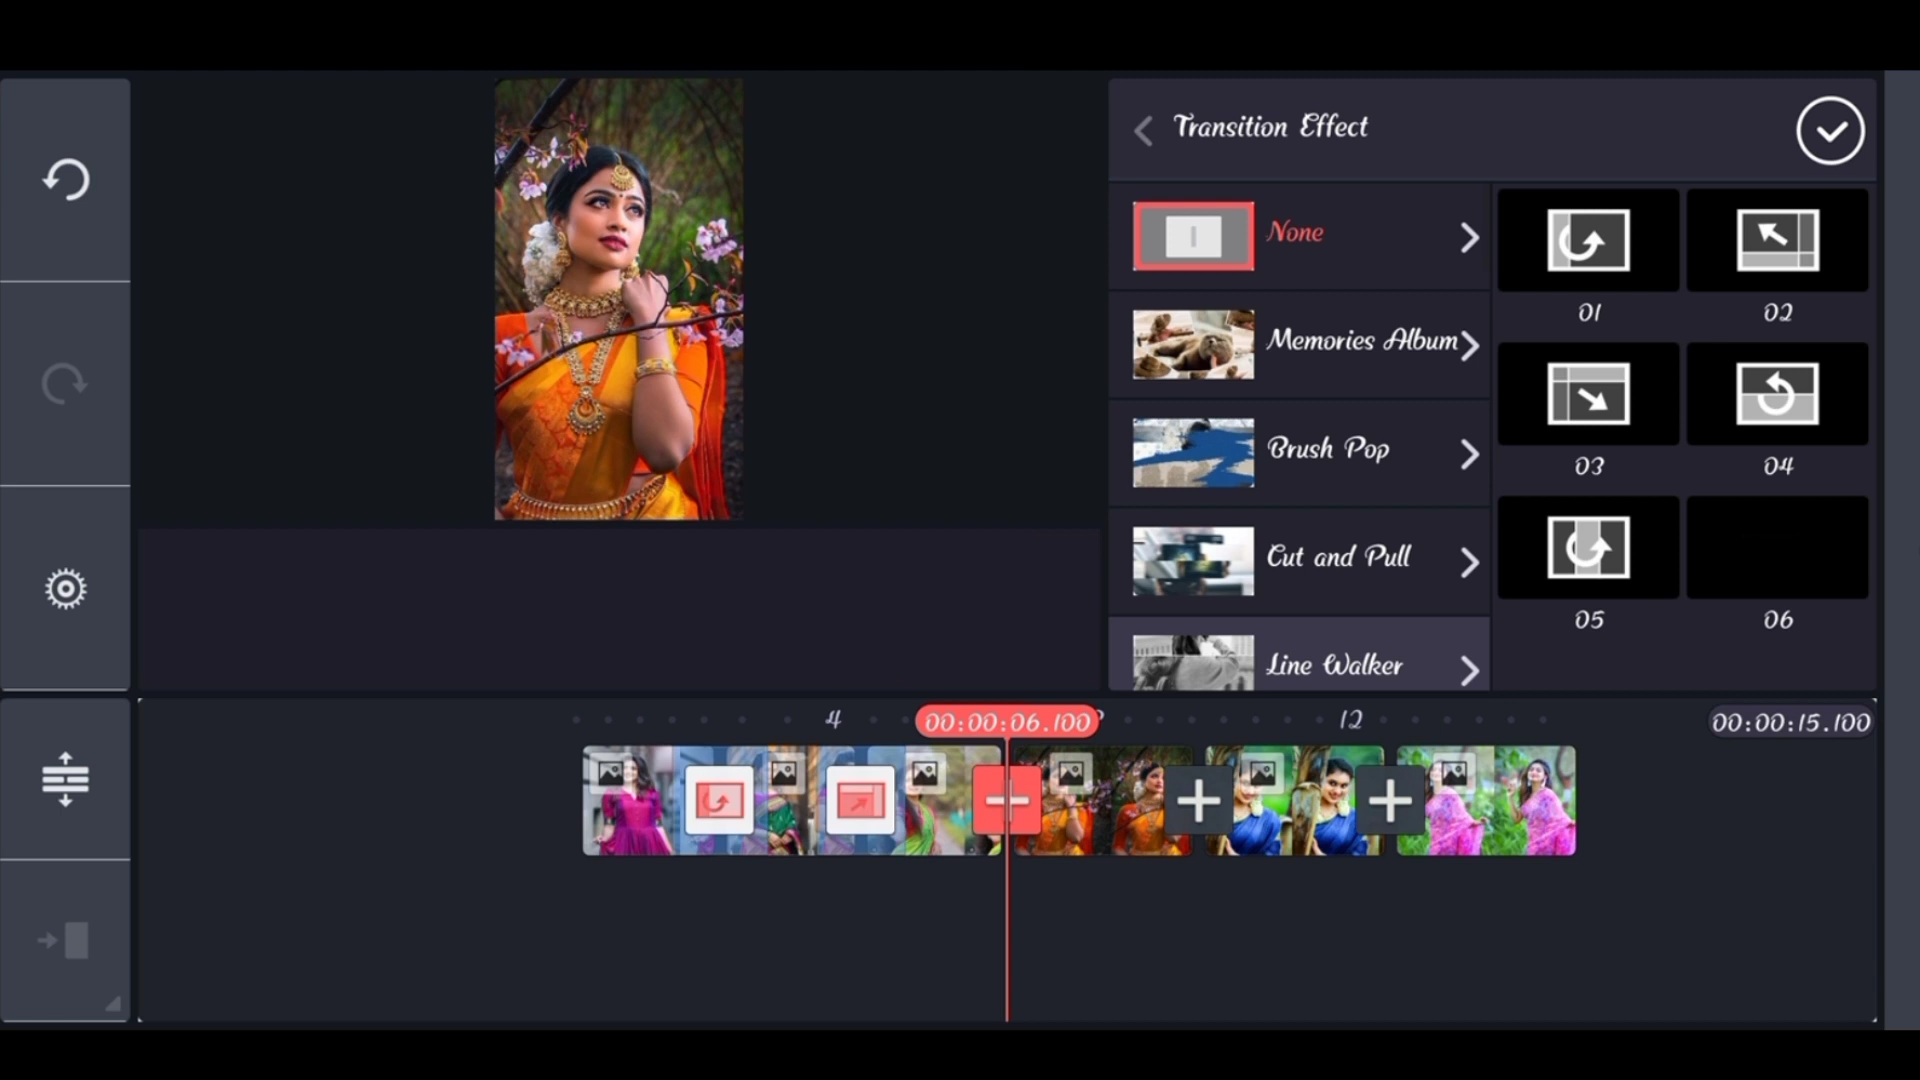 Transition Effect
None
Memories Album
Brush Pop
Cut and Pull
Line Walker
01
02
03
04
05
06
4
00:00:06.100
12
00:00:15.100